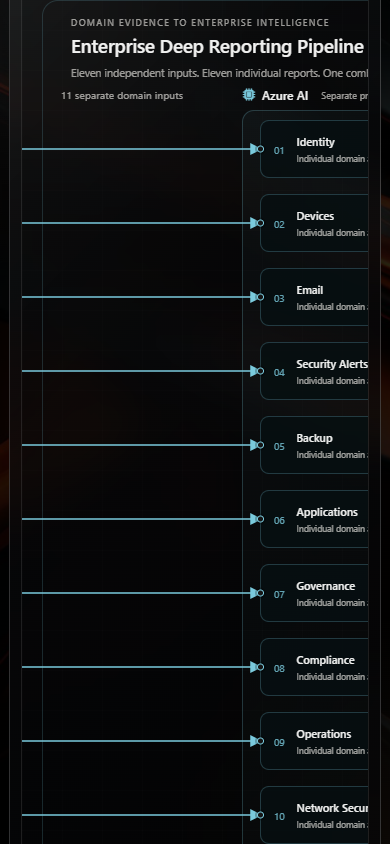 DOMAIN EVIDENCE TO ENTERPRISE INTELLIGENCE
Enterprise Deep Reporting Pipeline
Eleven independent inputs. Eleven individual reports. One
11 separate domain inputs
Azure AI
Separate
01
Identity
Individual domain
02
Devices
Individual domain
03
Email
Individual domain
04
Security Alerts
Individual domain
05
Backup
Individual domain
06
Applications
Individual domain
07
Governance
Individual domain
08
Compliance
Individual domain
09
Operations
Individual domain
10
Network
Individual domain